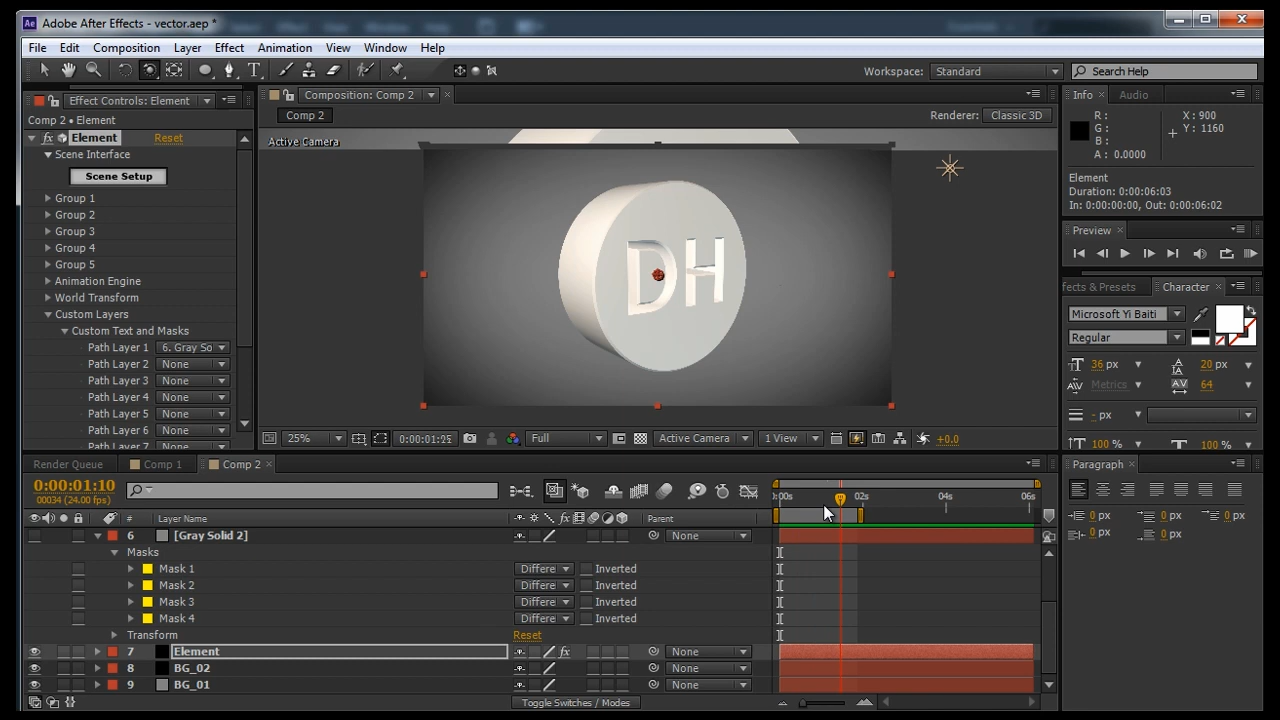 Adobe After Effects - vector.aep *
File Edit Composition Layer Effect Animation View Window Help
Workspace: Standard Search Help
Effect Controls: Element
Comp 2 • Element
fx Element Reset
Scene Interface
Scene Setup
Group 1
Group 2
Group 3
Group 4
Group 5
Animation Engine
World Transform
Custom Layers
Custom Text and Masks
Path Layer 1 6. Gray So
Path Layer 2 None
Path Layer 3 None
Path Layer 4 None
Path Layer 5 None
Path Layer 6 None
Path Layer 7 None
Composition: Comp 2
Comp 2 Renderer: Classic 3D
Active Camera
DH
25% 0:00:01:25 Full Active Camera 1 View +0.0
Info Audio
R : X : 900
G : Y : 1160
B :
A : 0.0000
Element
Duration: 0:00:06:03
In: 0:00:00:00, Out: 0:00:06:02
Preview
ffects & Presets Character
Microsoft Yi Baiti
Regular
36 px 20 px
Metrics 64
- px
100 % 100 %
Paragraph
0 px 0 px 0 px
0 px 0 px
Render Queue Comp 1 Comp 2
0:00:01:10
00034 (24.00 fps)
:00s 02s 04s 06s
# Layer Name fx Parent
6 [Gray Solid 2] None
Masks
Mask 1 Differe Inverted
Mask 2 Differe Inverted
Mask 3 Differe Inverted
Mask 4 Differe Inverted
Transform Reset
7 Element fx None
8 BG_02 None
9 BG_01 None
Toggle Switches / Modes